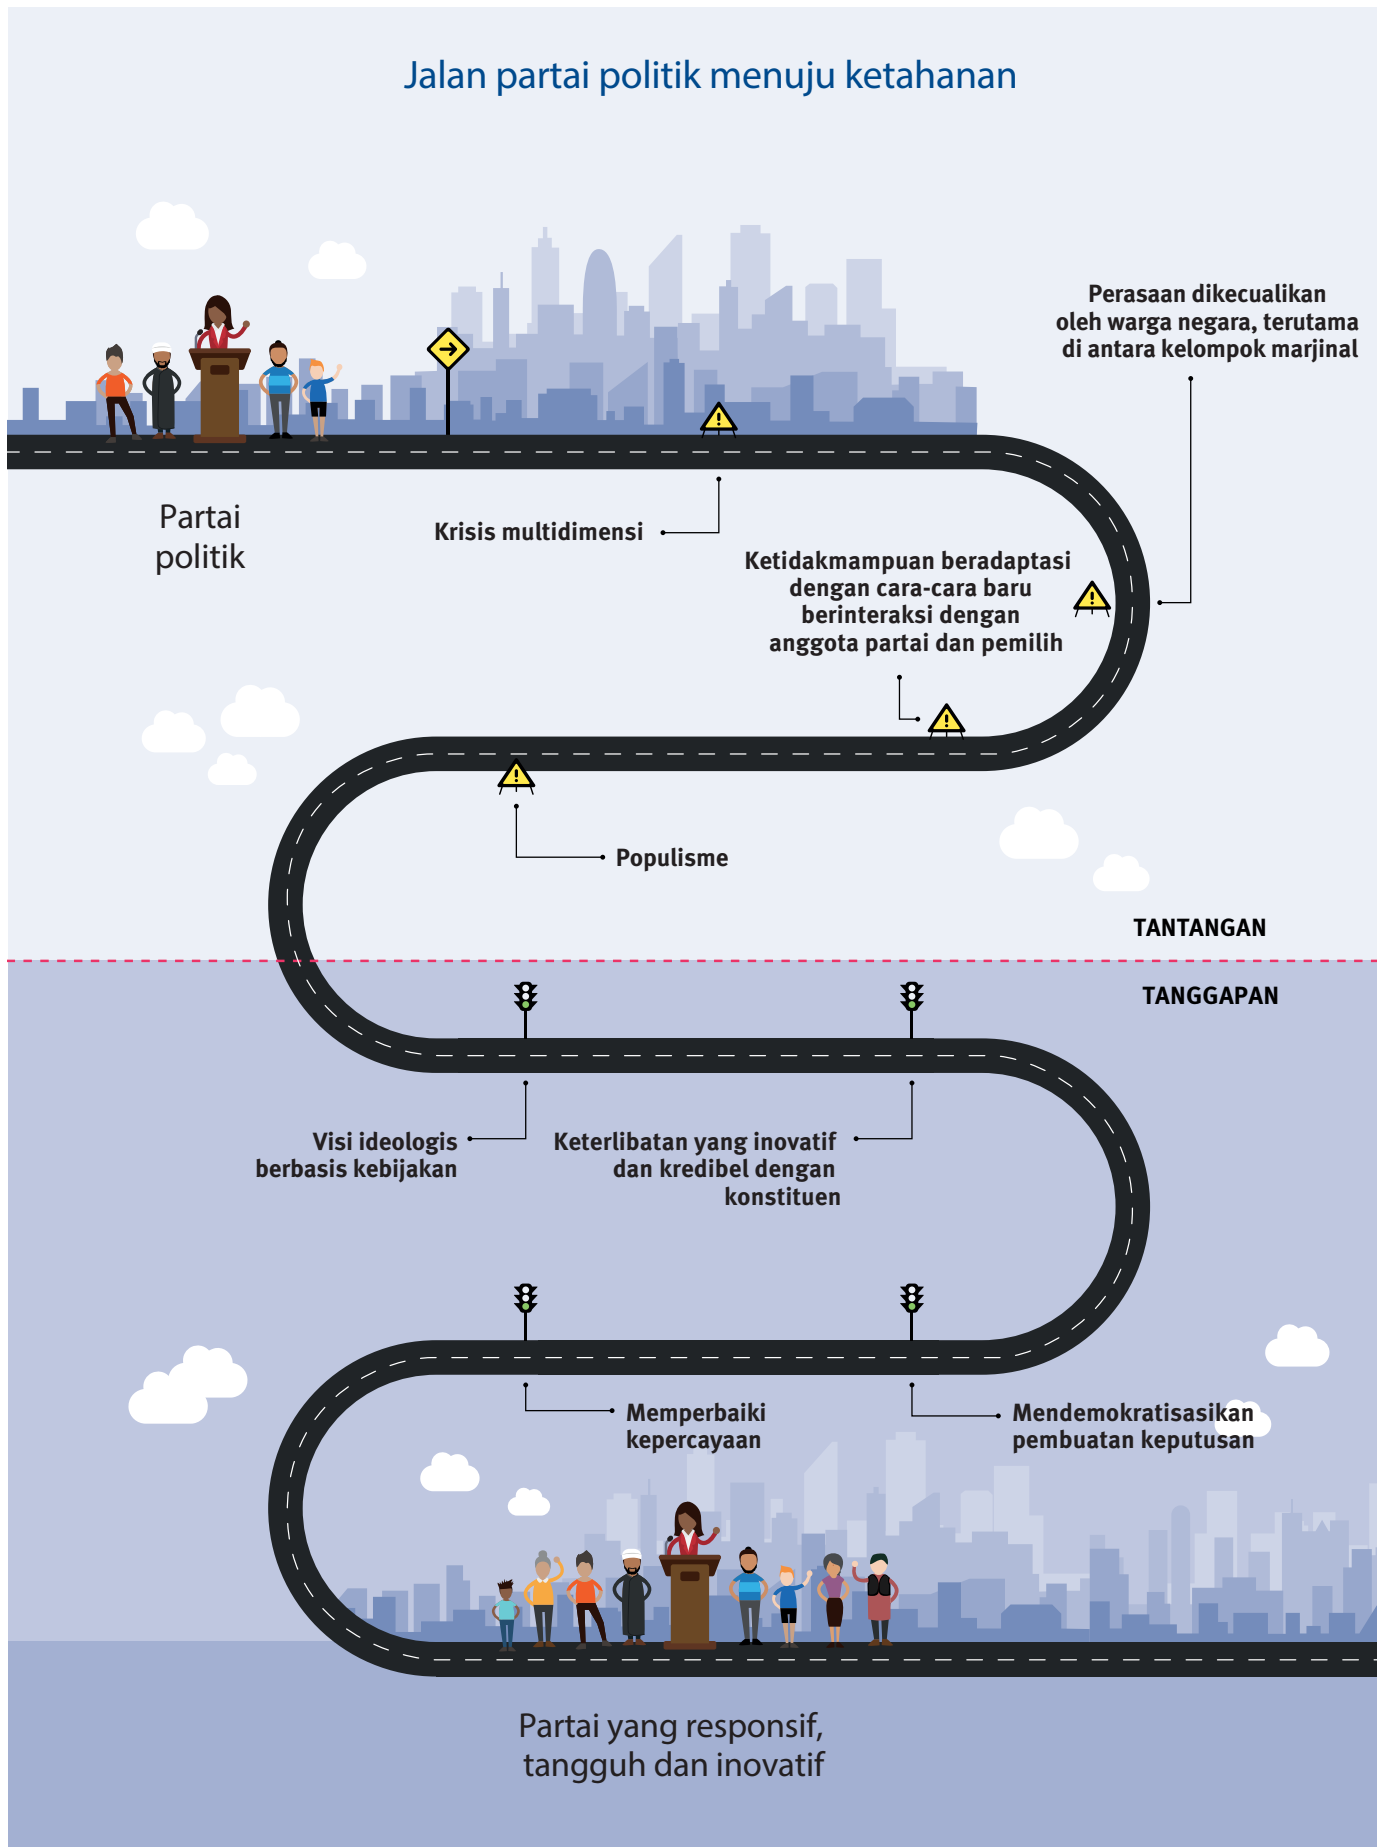 Jalan partai politik menuju ketahanan
Perasaan dikecualikan
oleh warga negara, terutama
di antara kelompok marjinal
Partai
politik
Krisis multidimensi
Ketidakmampuan beradaptasi
dengan cara-cara baru
berinteraksi dengan
anggota partai dan pemilih
Populisme
TANTANGAN
TANGGAPAN
Visi ideologis
berbasis kebijakan
Keterlibatan yang inovatif
dan kredibel dengan
konstituen
Memperbaiki
kepercayaan
Mendemokratisasikan
pembuatan keputusan
Partai yang responsif,
tangguh dan inovatif